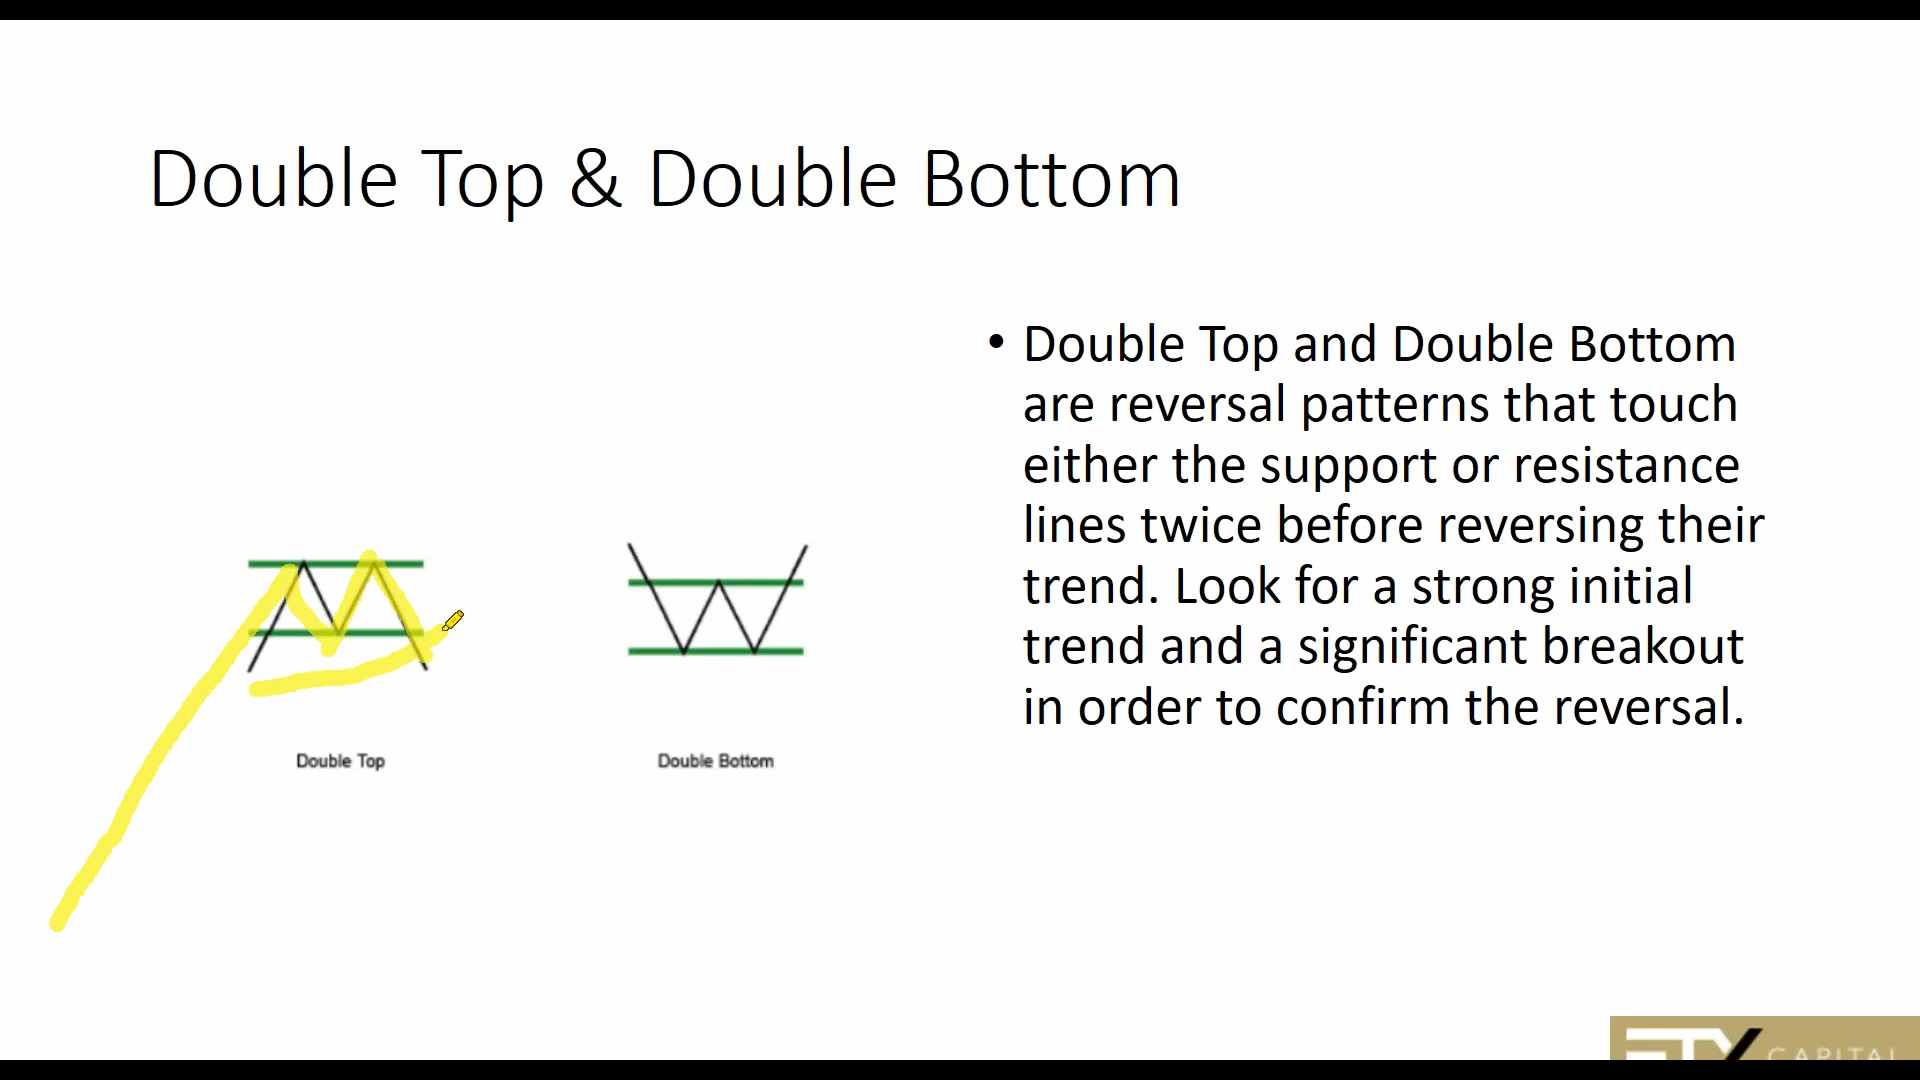 Double Top & Double Bottom
• Double Top and Double Bottom
are reversal patterns that touch
either the support or resistance
lines twice before reversing their
trend. Look for a strong initial
trend and a significant breakout
in order to confirm the reversal.
Double Top
Double Bottom
CAPITAL